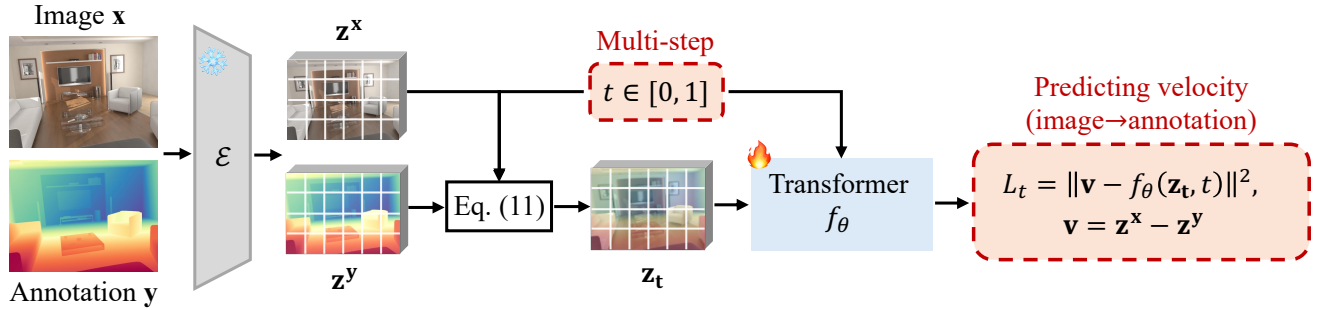 Image x
z^x
Multi-step
t ∈ [0, 1]
Predicting velocity
(image→annotation)
ℰ
Eq. (11)
Transformer
f_θ
L_t = ‖v − f_θ(z_t, t)‖²,
v = z^x − z^y
Annotation y
z^y
z_t